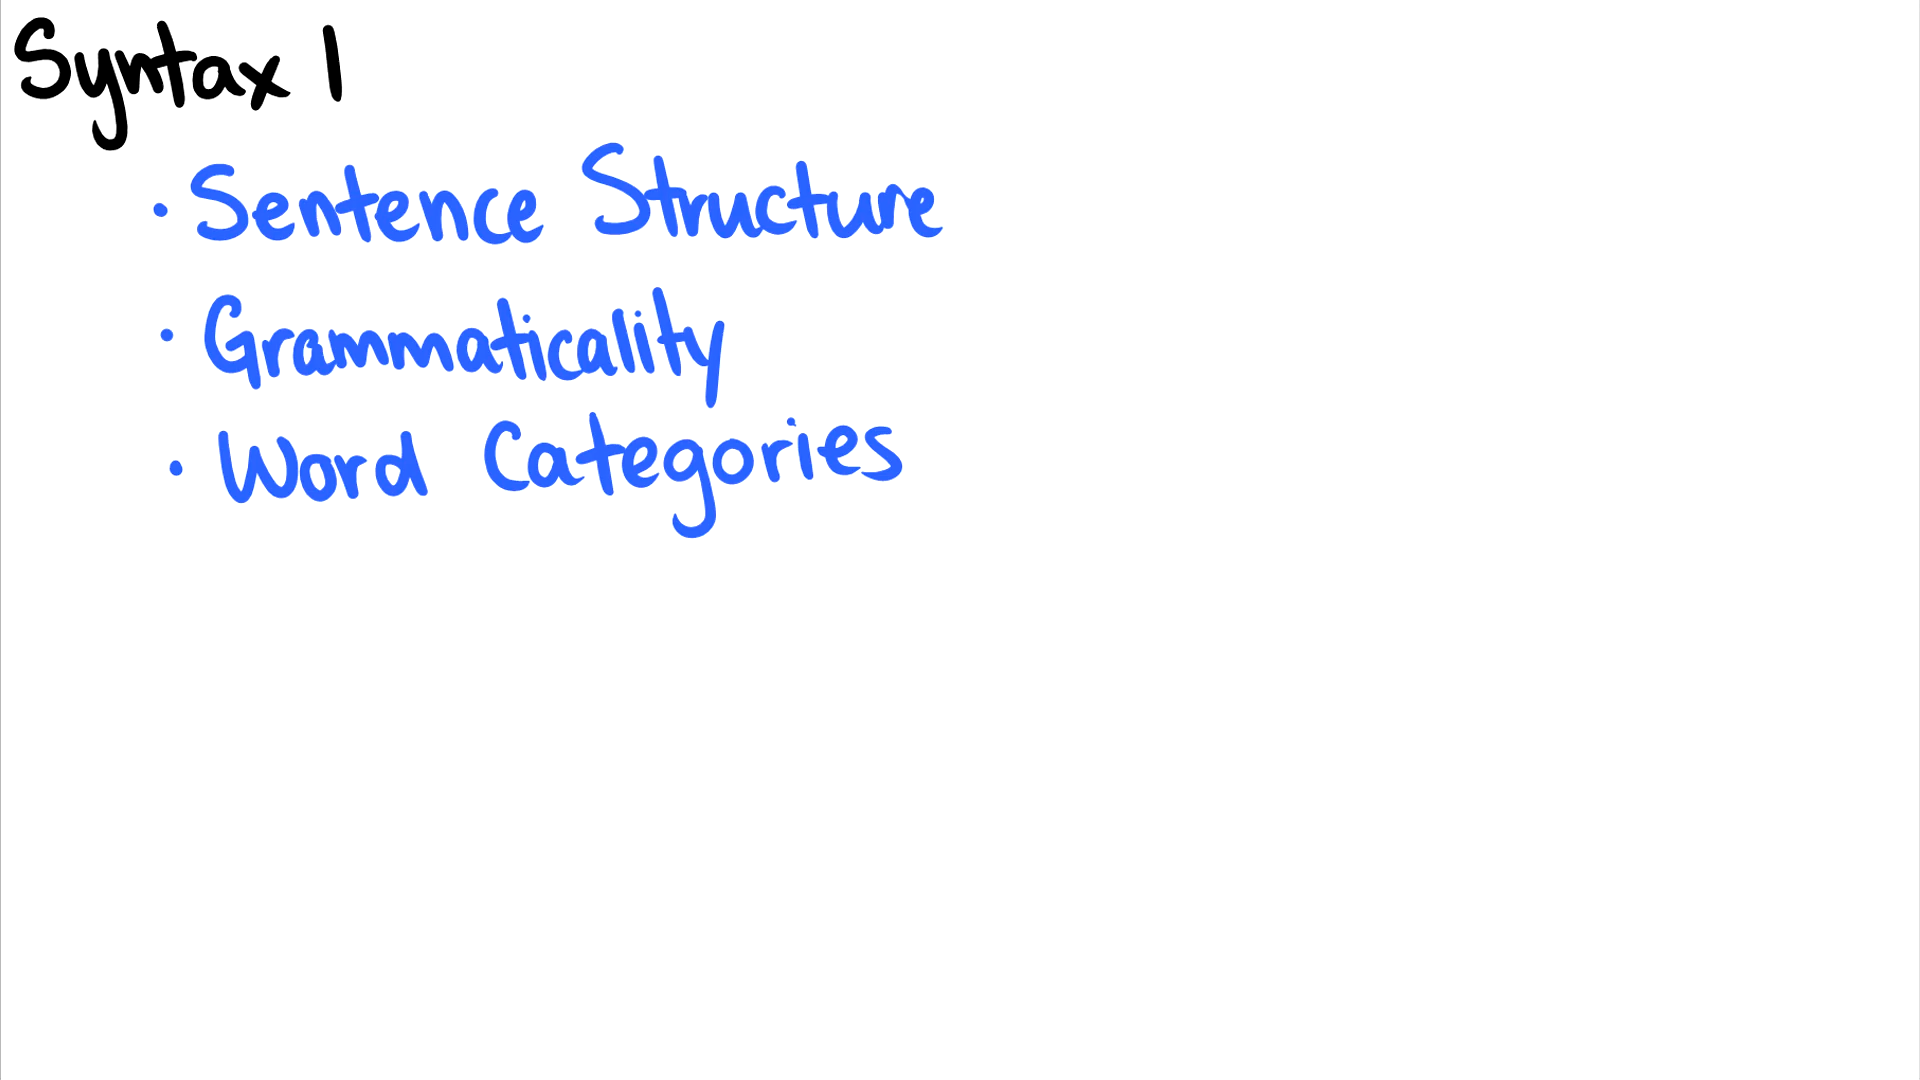 Syntax 1
• Sentence Structure
• Grammaticality
• Word Categories